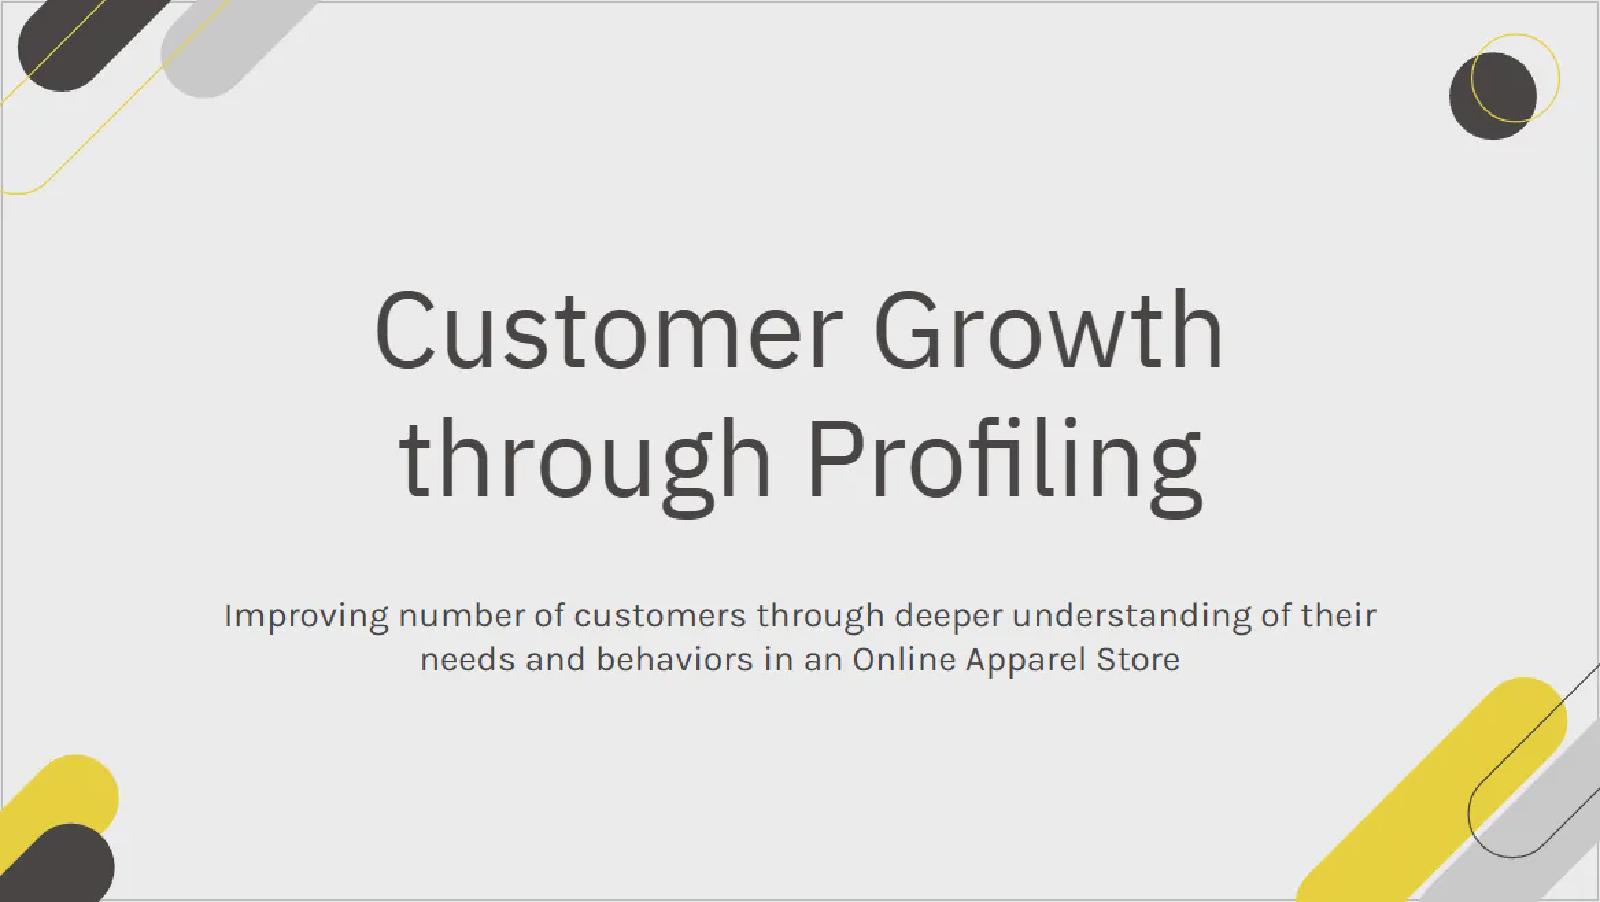 Customer Growth
through Profiling
Improving number of customers through deeper understanding of their
needs and behaviors in an Online Apparel Store